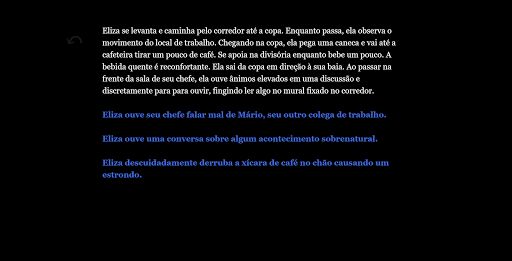 Eliza se levanta e caminha pelo corredor até a copa. Enquanto passa, ela observa o
movimento do local de trabalho. Chegando na copa, ela pega uma caneca e vai até a
cafeteira tirar um pouco de café. Se apoia na divisória enquanto bebe um pouco. A
bebida quente é reconfortante. Ela sai da copa em direção à sua baia. Ao passar na
frente da sala de seu chefe, ela ouve ânimos elevados em uma discussão e
discretamente para para ouvir, fingindo ler algo no mural fixado no corredor.
Eliza ouve seu chefe falar mal de Mário, seu outro colega de trabalho.
Eliza ouve uma conversa sobre algum acontecimento sobrenatural.
Eliza descuidadamente derruba a xícara de café no chão causando um
estrondo.